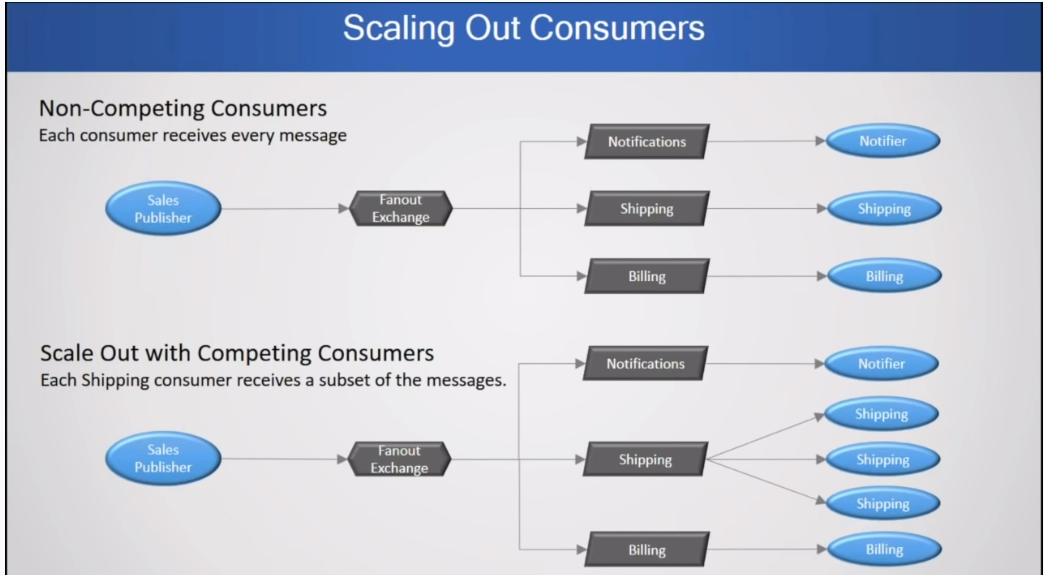 Scaling Out Consumers
Non-Competing Consumers
Each consumer receives every message
Sales
Publisher
Fanout
Exchange
Notifications
Notifier
Shipping
Shipping
Billing
Billing
Scale Out with Competing Consumers
Each Shipping consumer receives a subset of the messages.
Sales
Publisher
Fanout
Exchange
Notifications
Notifier
Shipping
Shipping
Shipping
Shipping
Billing
Billing